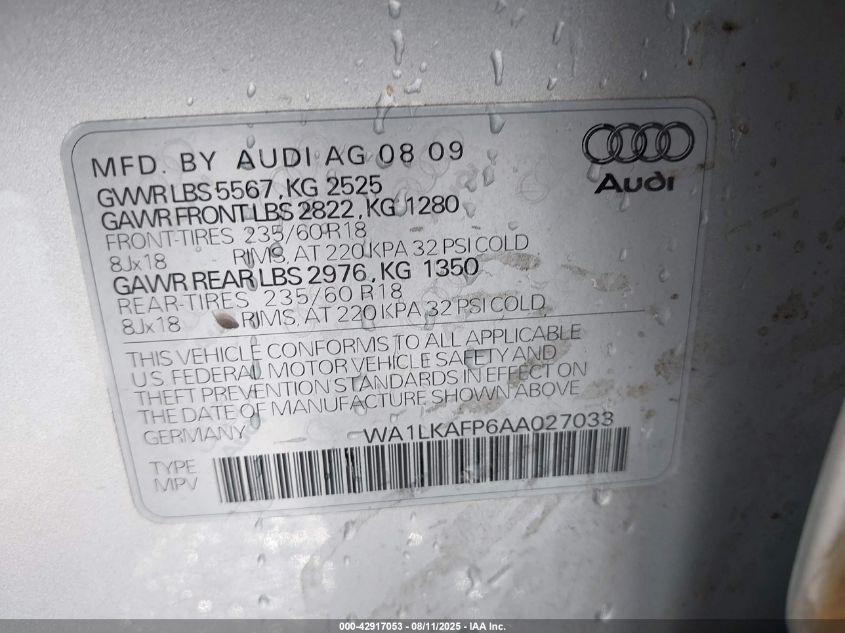 MFD. BY AUDI AG 08 09
Audi
GVWR LBS 5567, KG 2525
GAWR FRONT LBS 2822, KG 1280
FRONT-TIRES 235/60 R18
8Jx18 RIMS, AT 220 KPA 32 PSI COLD
GAWR REAR LBS 2976, KG 1350
REAR-TIRES 235/60 R18
8Jx18 RIMS, AT 220 KPA 32 PSI COLD
THIS VEHICLE CONFORMS TO ALL APPLICABLE
US FEDERAL MOTOR VEHICLE SAFETY AND
THEFT PREVENTION STANDARDS IN EFFECT ON
THE DATE OF MANUFACTURE SHOWN ABOVE
GERMANY WA1LKAFP6AA027033
TYPE
MPV
000-42917053 - 08/11/2025 - IAA Inc.